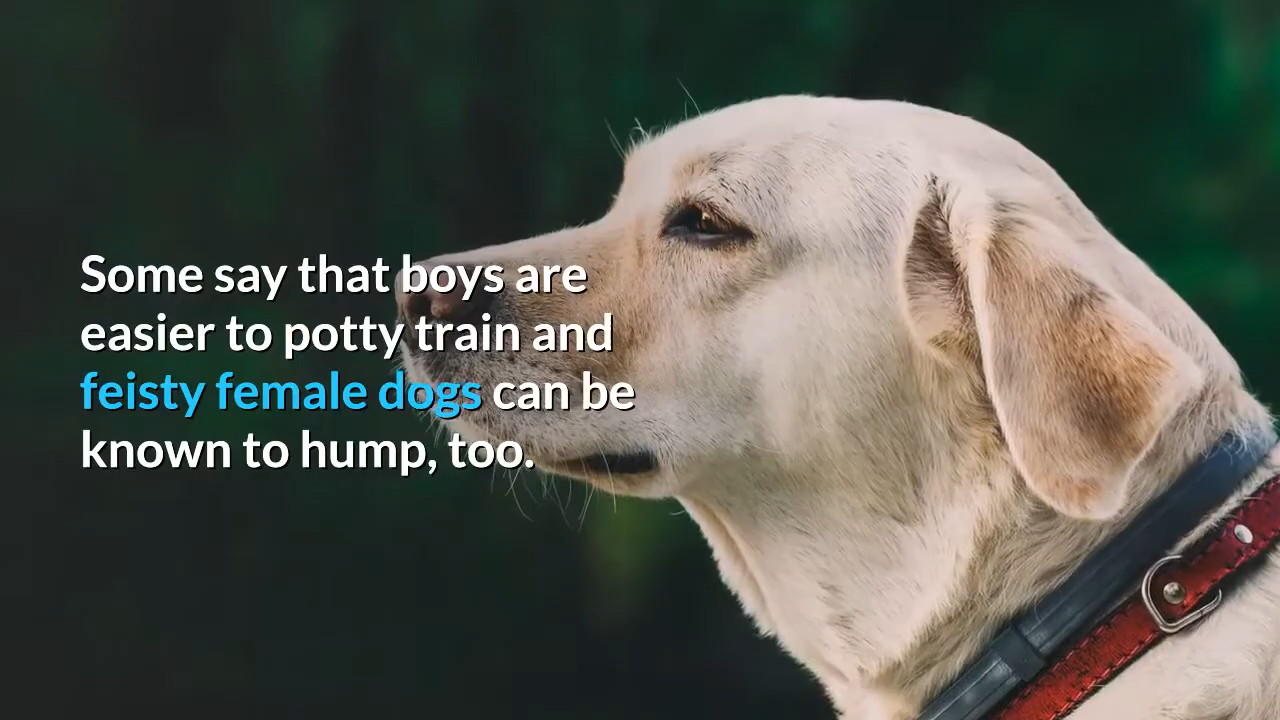 Some say that boys are
easier to potty train and
feisty female dogs can be
known to hump, too.